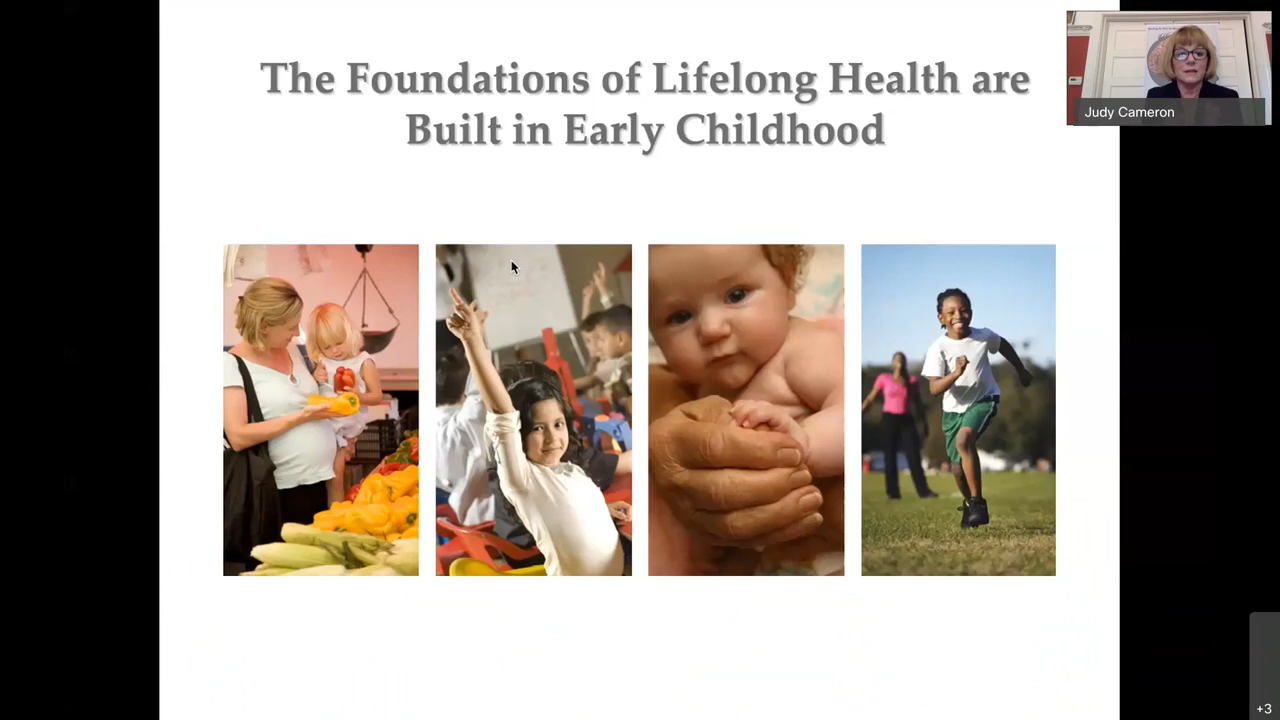 The Foundations of Lifelong Health are
Built in Early Childhood
Judy Cameron
+3